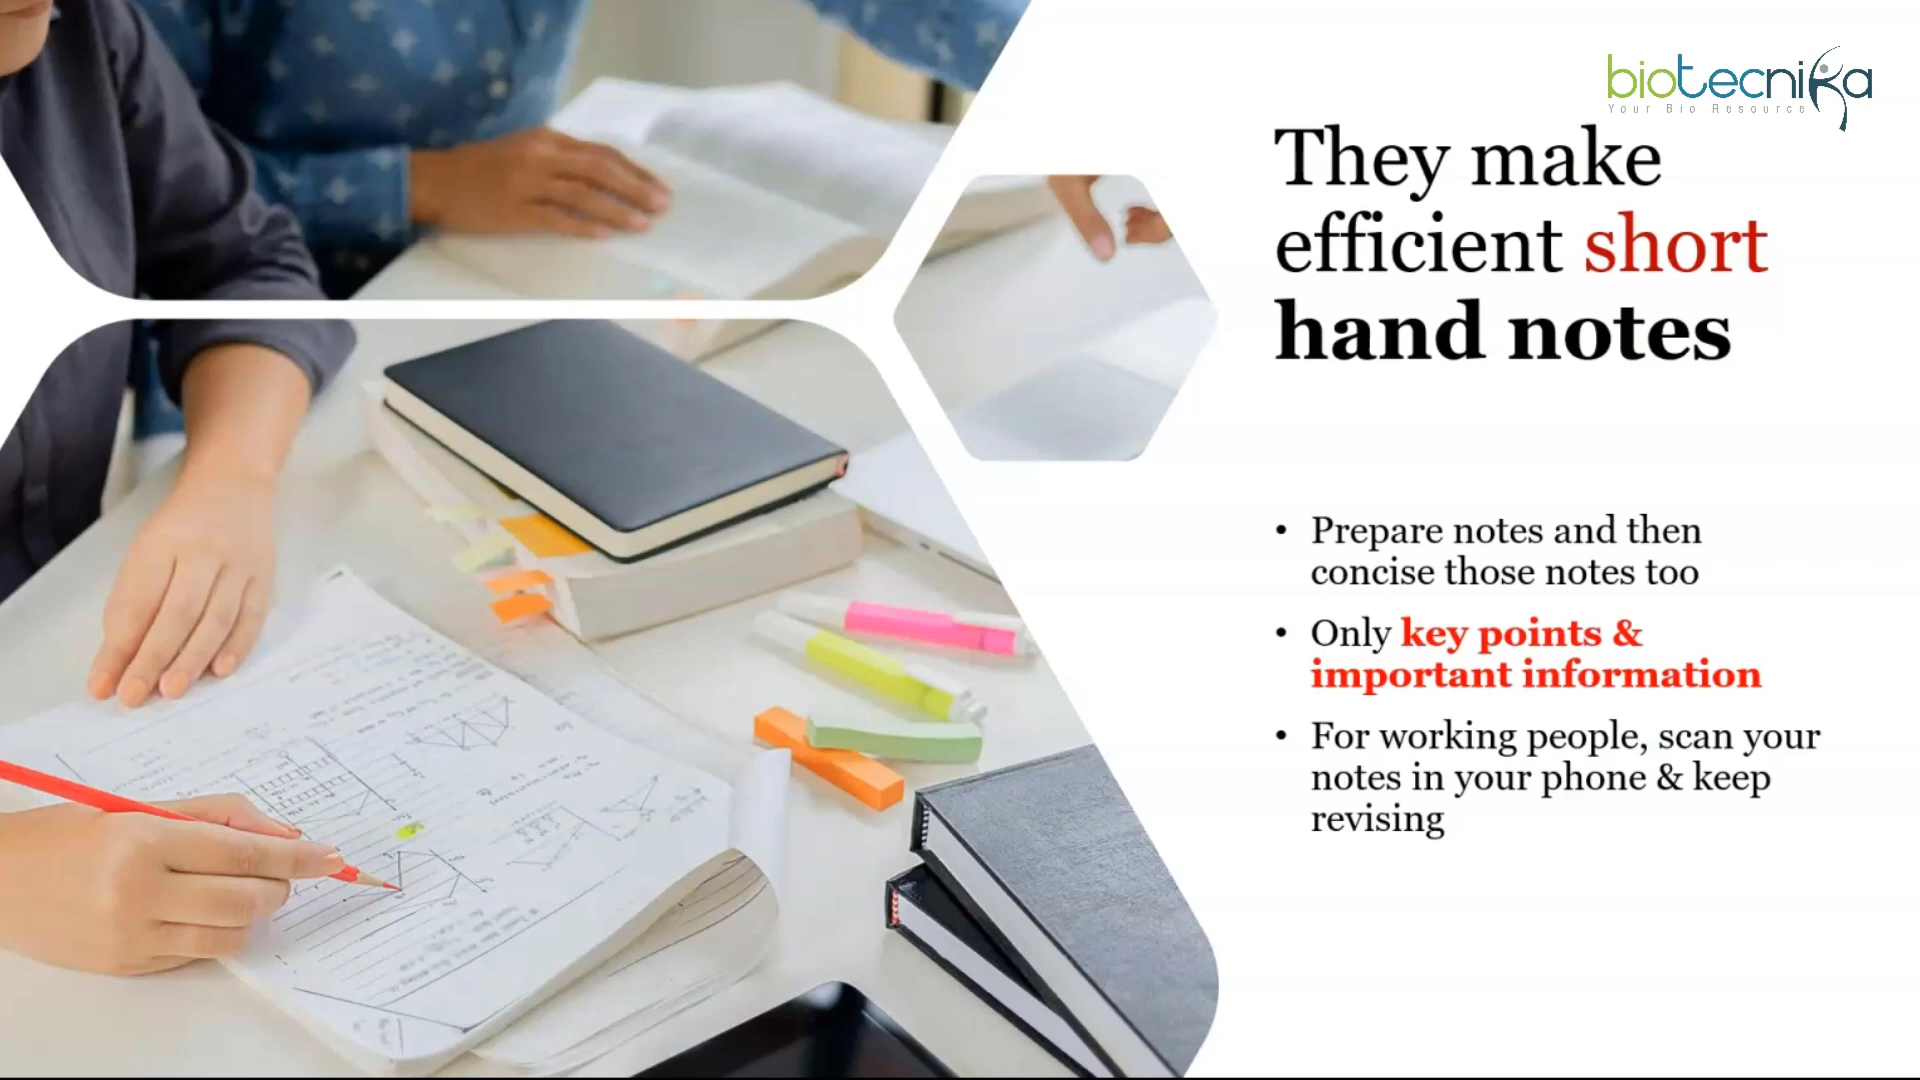 biotecnika
Your Bio Resource
They make
efficient short
hand notes
• Prepare notes and then
concise those notes too
• Only key points &
important information
• For working people, scan your
notes in your phone & keep
revising